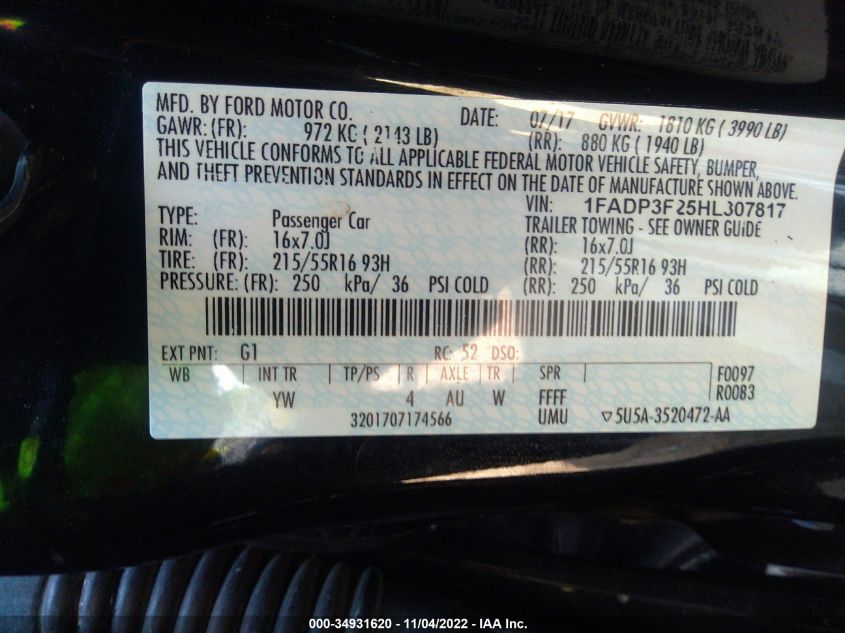 MFD. BY FORD MOTOR CO. DATE: 07/17 GVWR: 1810 KG ( 3990 LB)
GAWR: (FR): 972 KG ( 2143 LB) (RR): 880 KG ( 1940 LB)
THIS VEHICLE CONFORMS TO ALL APPLICABLE FEDERAL MOTOR VEHICLE SAFETY, BUMPER,
AND THEFT PREVENTION STANDARDS IN EFFECT ON THE DATE OF MANUFACTURE SHOWN ABOVE.
VIN: 1FADP3F25HL307817
TYPE: Passenger Car TRAILER TOWING - SEE OWNER GUIDE
RIM: (FR): 16x7.0J (RR): 16x7.0J
TIRE: (FR): 215/55R16 93H (RR): 215/55R16 93H
PRESSURE: (FR): 250 kPa/ 36 PSI COLD (RR): 250 kPa/ 36 PSI COLD
EXT PNT: G1 RC: 52 DSO:
WB INT TR TP/PS R AXLE TR SPR F0097
YW 4 AU W FFFF R0083
3201707174566 UMU ▽5U5A-3520472-AA
000-34931620 - 11/04/2022 - IAA Inc.